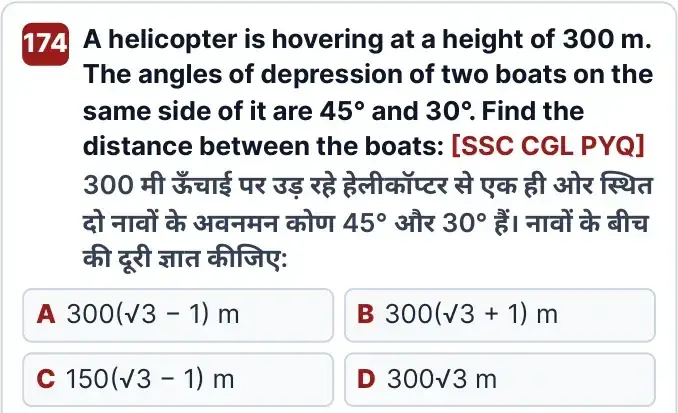 174 A helicopter is hovering at a height of 300 m.
The angles of depression of two boats on the
same side of it are 45° and 30°. Find the
distance between the boats: [SSC CGL PYQ]
300 मी ऊँचाई पर उड़ रहे हेलीकॉप्टर से एक ही ओर स्थित
दो नावों के अवनमन कोण 45° और 30° हैं। नावों के बीच
की दूरी ज्ञात कीजिए:
A 300(√3 − 1) m
B 300(√3 + 1) m
C 150(√3 − 1) m
D 300√3 m